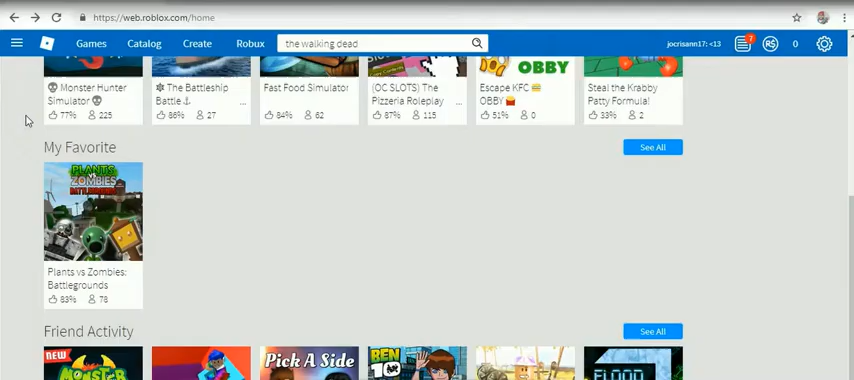 https://web.roblox.com/home
Games Catalog Create Robux the walking dead jocrisann17: <13 7 0
OBBY
💀 Monster Hunter Simulator 💀
77% 225
❄ The Battleship Battle ⚓ ...
86% 27
Fast Food Simulator
84% 62
(OC SLOTS) The Pizzeria Roleplay ...
87% 115
Escape KFC 🍔 OBBY 🍟
51% 0
Steal the Krabby Patty Formula!
33% 2
My Favorite See All
PLANTS VS ZOMBIES
Plants vs Zombies: Battlegrounds
83% 78
Friend Activity See All
NEW
MONSTER
PICK A SIDE
BEN 10
FLOOD